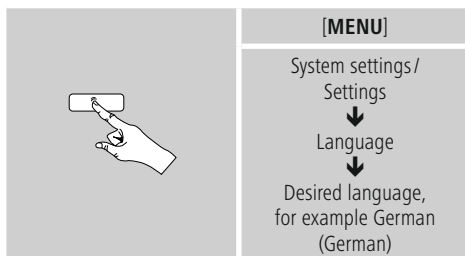 [MENU]
System settings/
Settings
Language
Desired language,
for example German
(German)